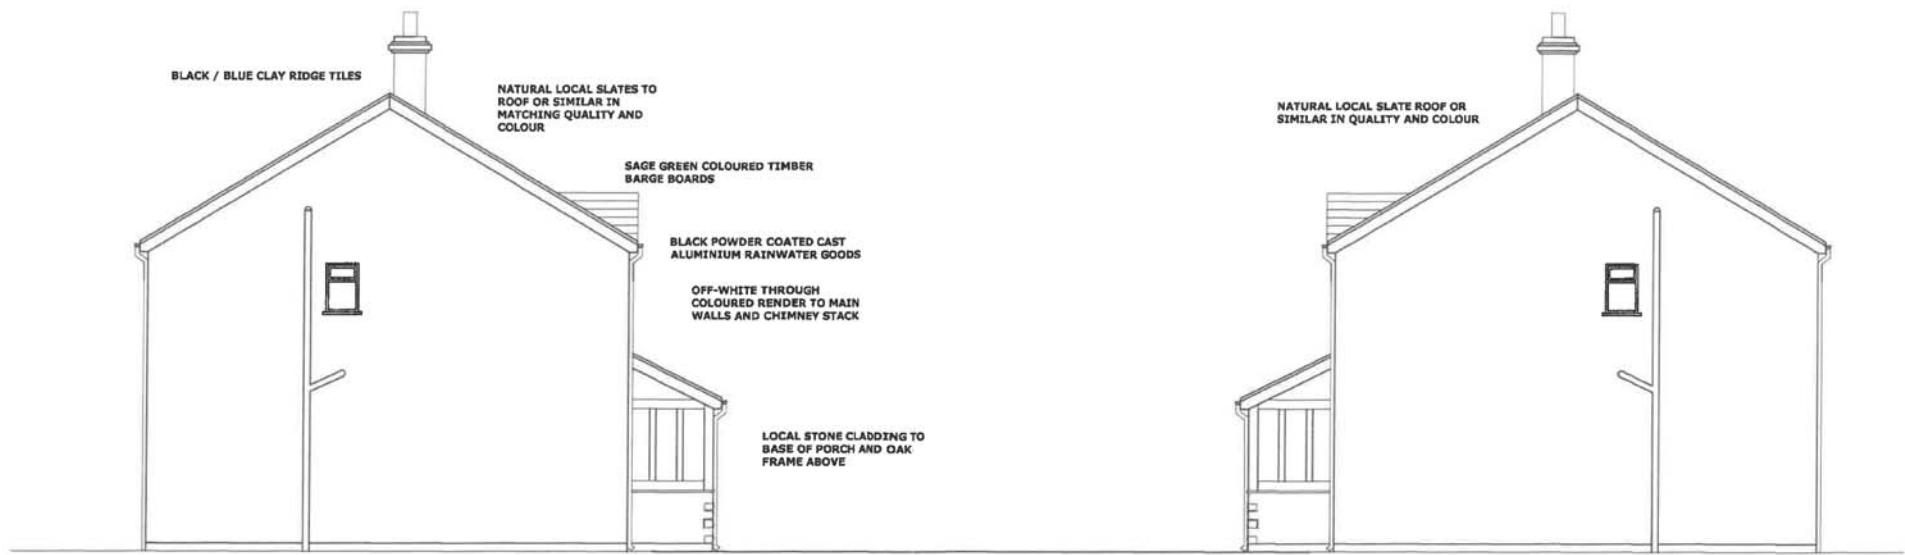 BLACK / BLUE CLAY RIDGE TILES
NATURAL LOCAL SLATES TO
ROOF OR SIMILAR IN
MATCHING QUALITY AND
COLOUR
SAGE GREEN COLOURED TIMBER
BARGE BOARDS
BLACK POWDER COATED CAST
ALUMINIUM RAINWATER GOODS
OFF-WHITE THROUGH
COLOURED RENDER TO MAIN
WALLS AND CHIMNEY STACK
LOCAL STONE CLADDING TO
BASE OF PORCH AND OAK
FRAME ABOVE
NATURAL LOCAL SLATE ROOF OR
SIMILAR IN QUALITY AND COLOUR